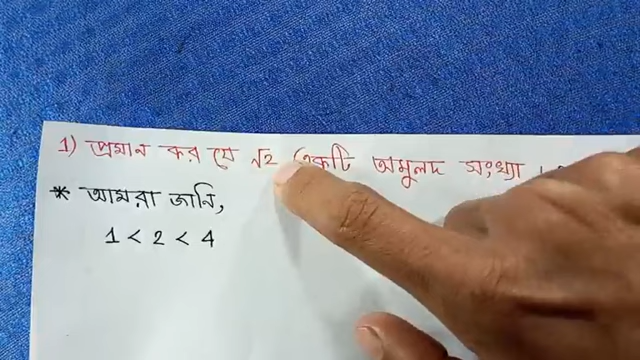 1) প্রমান কর যে √2 একটি অমুলদ সংখ্যা।
* আমরা জানি,
1 < 2 < 4